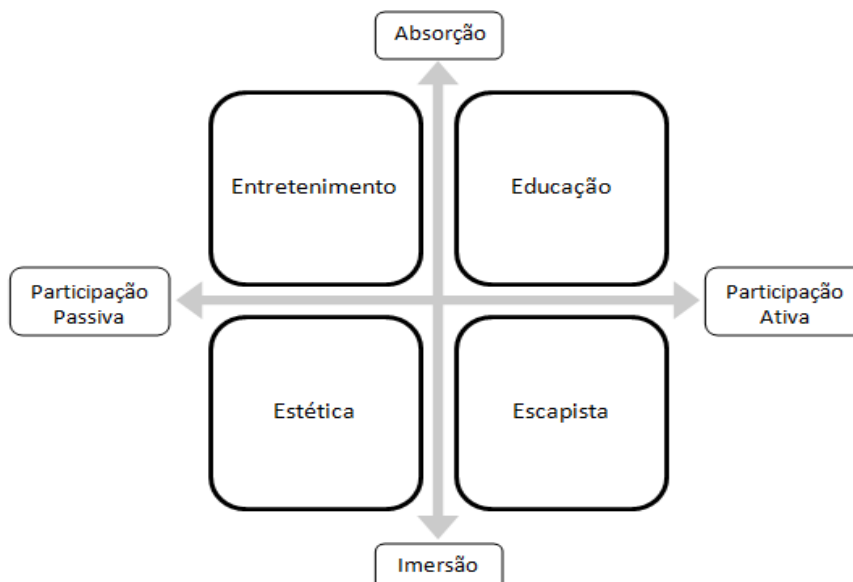 Absorção
Entretenimento
Educação
Participação
Passiva
Participação
Ativa
Estética
Escapista
Imersão